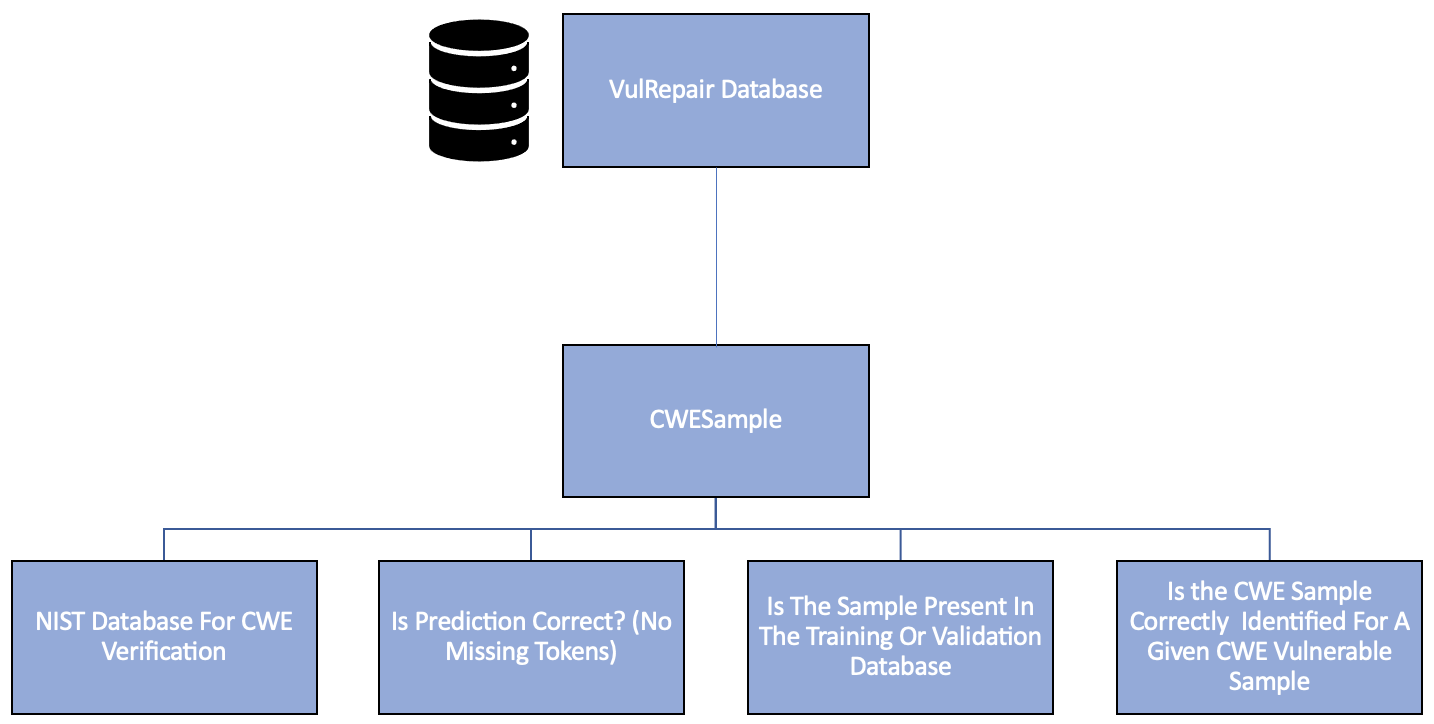 VulRepair Database
CWESample
NIST Database For CWE
Verification
Is Prediction Correct? (No
Missing Tokens)
Is The Sample Present In
The Training Or Validation
Database
Is the CWE Sample
Correctly  Identified For A
Given CWE Vulnerable
Sample